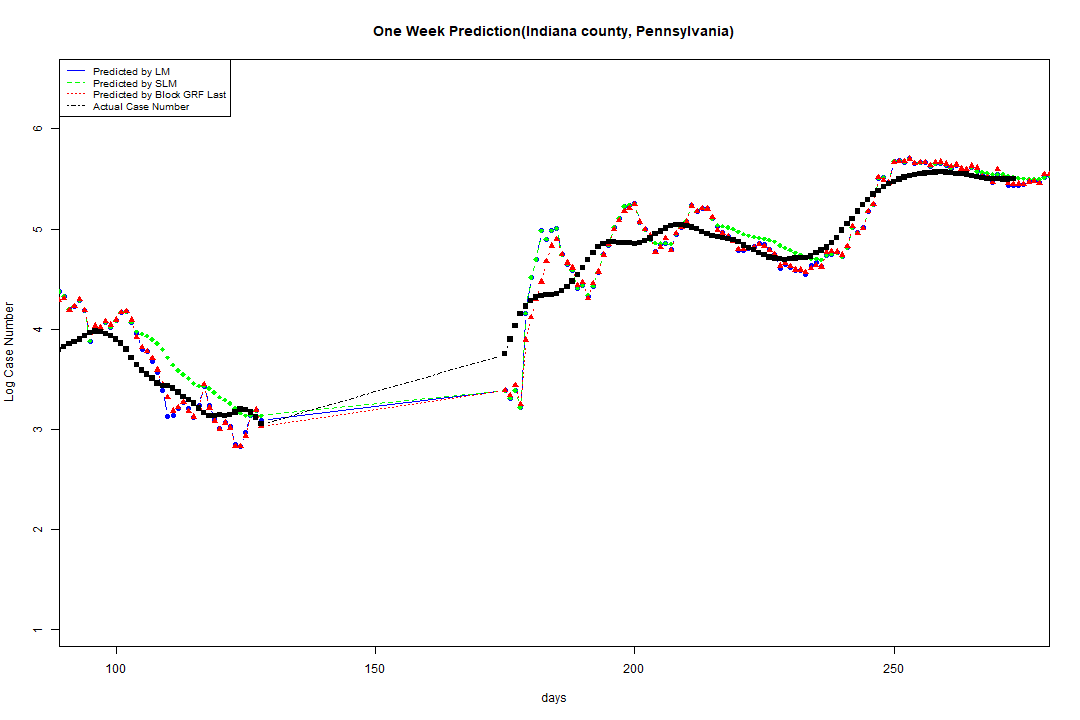 One Week Prediction(Indiana county, Pennsylvania)
Predicted by LM
Predicted by SLM
Predicted by Block GRF Last
Actual Case Number
6
5
4
3
2
1
Log Case Number
100
150
200
250
days